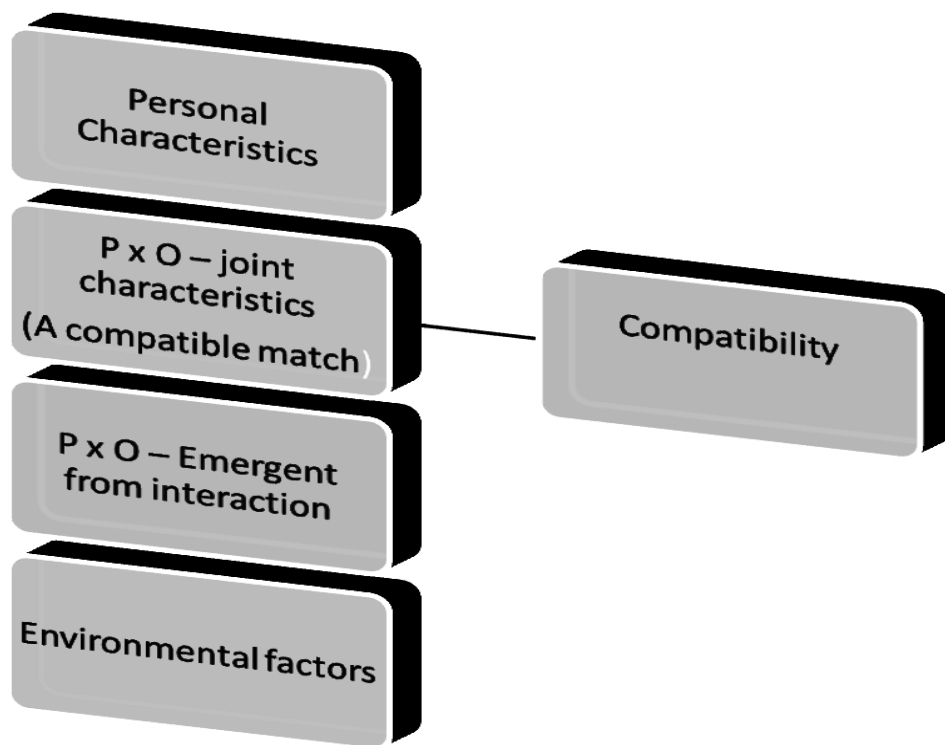 Personal
Characteristics
P x O – joint
characteristics
(A compatible match)
P x O – Emergent
from interaction
Environmental factors
Compatibility